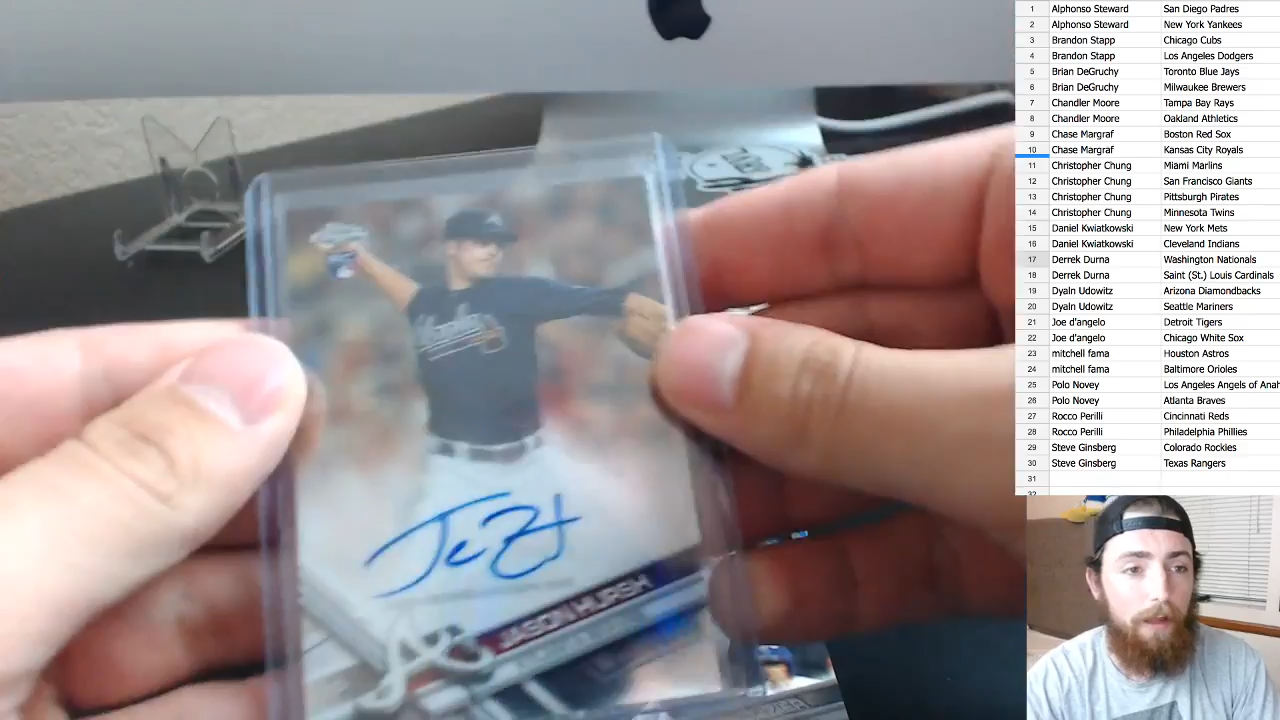 1 Alphonso Steward San Diego Padres
2 Alphonso Steward New York Yankees
3 Brandon Stapp Chicago Cubs
4 Brandon Stapp Los Angeles Dodgers
5 Brian DeGruchy Toronto Blue Jays
6 Brian DeGruchy Milwaukee Brewers
7 Chandler Moore Tampa Bay Rays
8 Chandler Moore Oakland Athletics
9 Chase Margraf Boston Red Sox
10 Chase Margraf Kansas City Royals
11 Christopher Chung Miami Marlins
12 Christopher Chung San Francisco Giants
13 Christopher Chung Pittsburgh Pirates
14 Christopher Chung Minnesota Twins
15 Daniel Kwiatkowski New York Mets
16 Daniel Kwiatkowski Cleveland Indians
17 Derrek Durna Washington Nationals
18 Derrek Durna Saint (St.) Louis Cardinals
19 Dyaln Udowitz Arizona Diamondbacks
20 Dyaln Udowitz Seattle Mariners
21 Joe d'angelo Detroit Tigers
22 Joe d'angelo Chicago White Sox
23 mitchell fama Houston Astros
24 mitchell fama Baltimore Orioles
25 Polo Novey Los Angeles Angels of Ana
26 Polo Novey Atlanta Braves
27 Rocco Perilli Cincinnati Reds
28 Rocco Perilli Philadelphia Phillies
29 Steve Ginsberg Colorado Rockies
30 Steve Ginsberg Texas Rangers
31
JASON HURSH